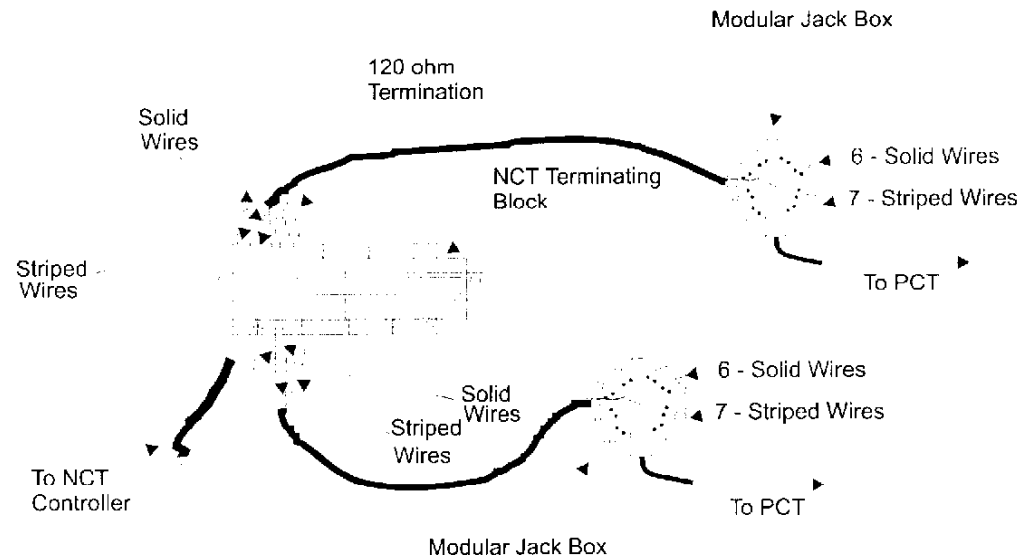 Modular Jack Box
120 ohm
Termination
Solid
Wires
6 - Solid Wires
NCT Terminating
Block
7 - Striped Wires
Striped
Wires
To PCT
6 - Solid Wires
Solid
Wires
7 - Striped Wires
Striped
Wires
To NCT
Controller
To PCT
Modular Jack Box